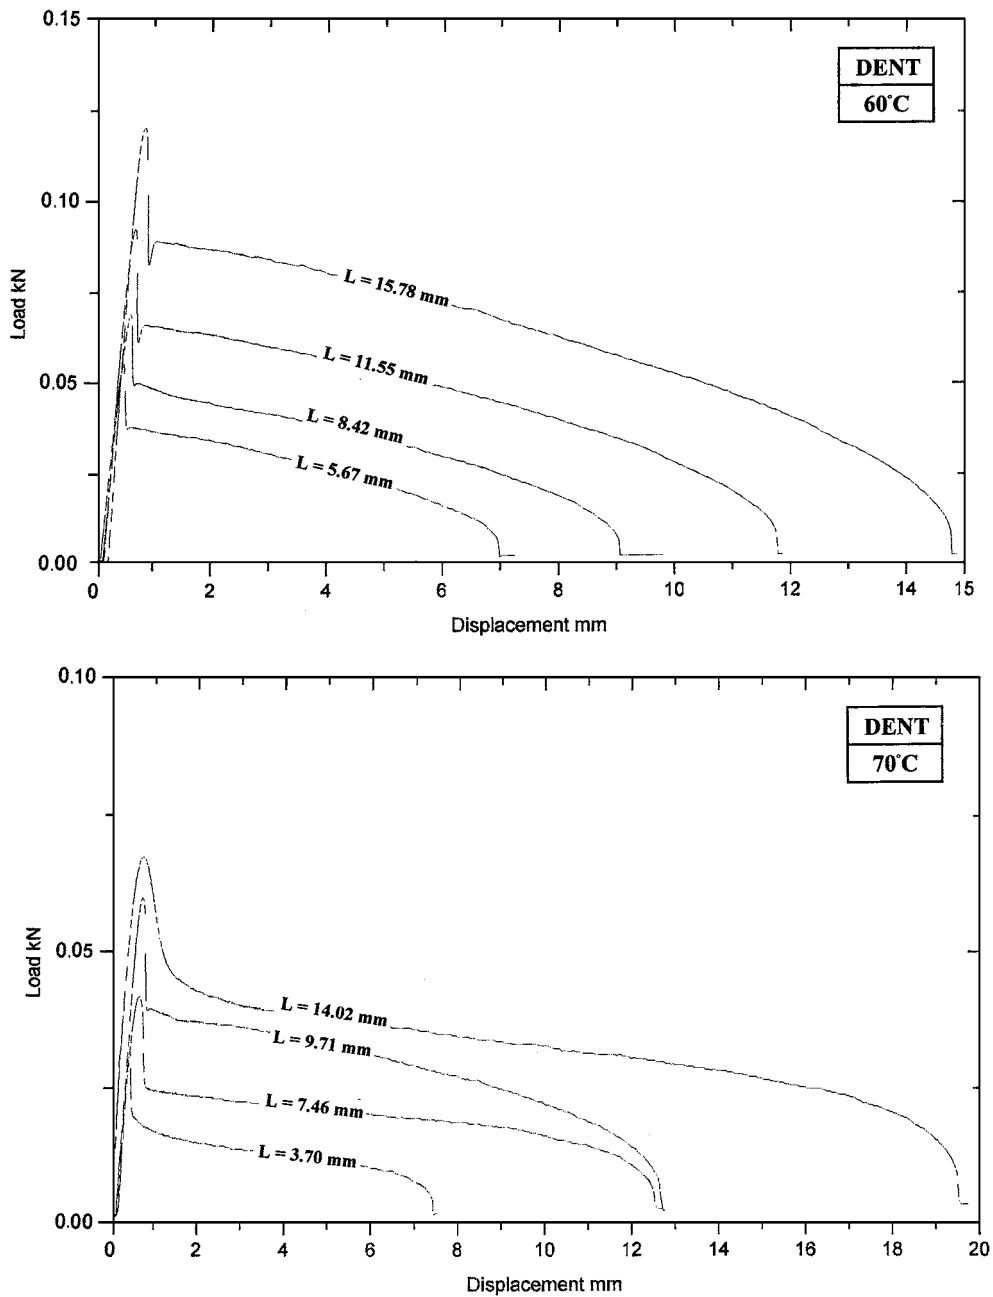 0.15
DENT
60°C
0.10
Load kN
L = 15.78 mm
L = 11.55 mm
0.05
L = 8.42 mm
L = 5.67 mm
0.00
0 2 4 6 8 10 12 14 15
Displacement mm
0.10
DENT
70°C
0.05
Load kN
L = 14.02 mm
L = 9.71 mm
L = 7.46 mm
L = 3.70 mm
0.00
0 2 4 6 8 10 12 14 16 18 20
Displacement mm